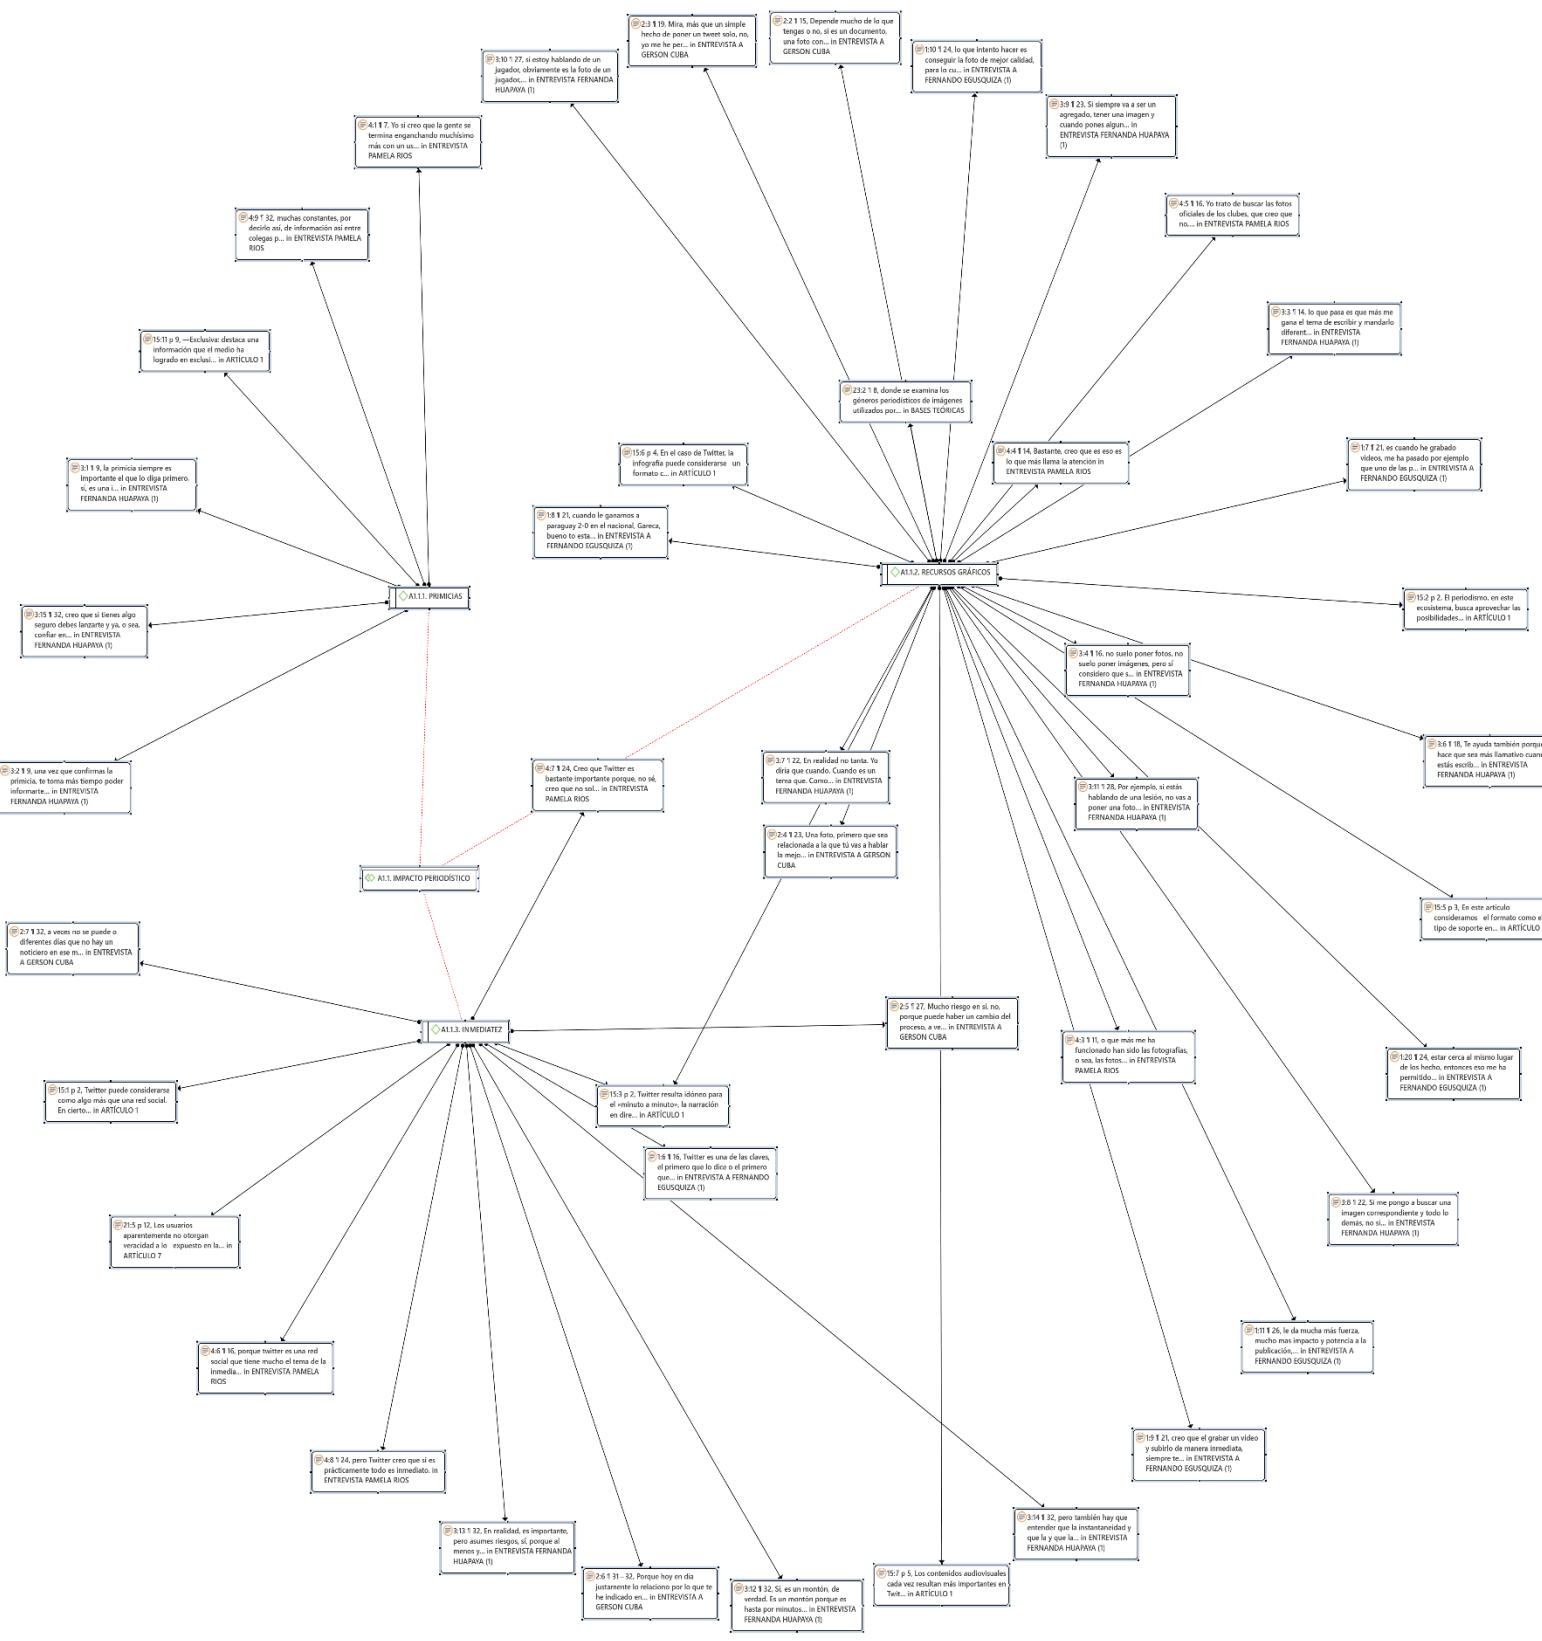 2:3 ¶ 19, Mira, más que un simple
hecho de poner un tweet solo, no,
yo me he per... in ENTREVISTA A
GERSON CUBA
2:2 ¶ 15, Depende mucho de lo que
tengas o no, si es un documento,
una foto con... in ENTREVISTA A
GERSON CUBA
1:10 ¶ 24, lo que intento hacer es
conseguir la foto de mejor calidad,
para lo cu... in ENTREVISTA A
FERNANDO EGUSQUIZA (1)
3:10 ¶ 27, si estoy hablando de un
jugador, obviamente es la foto de un
jugador,... in ENTREVISTA FERNANDA
HUAPAYA (1)
3:9 ¶ 23, Si siempre va a ser un
agregado, tener una imagen y
cuando pones algun... in
ENTREVISTA FERNANDA HUAPAYA
(1)
4:1 ¶ 7, Yo si creo que la gente se
termina enganchando muchísimo
más con un us... in ENTREVISTA
PAMELA RIOS
4:5 ¶ 16, Yo trato de buscar las fotos
oficiales de los clubes, que creo que
no,... in ENTREVISTA PAMELA RIOS
4:9 ¶ 32, muchas constantes, por
decirlo así, de información así entre
colegas p... in ENTREVISTA PAMELA
RIOS
3:3 ¶ 14, lo que pasa es que más me
gana el tema de escribir y mandarlo
diferent... in ENTREVISTA
FERNANDA HUAPAYA (1)
15:11 p 9, —Exclusiva: destaca una
información que el medio ha
logrado en exclusi... in ARTÍCULO 1
23:2 ¶ 8, donde se examina los
géneros periodísticos de imágenes
utilizados por... in BASES TEÓRICAS
15:6 p 4, En el caso de Twitter, la
infografía puede considerarse un
formato c... in ARTÍCULO 1
4:4 ¶ 14, Bastante, creo que es eso es
lo que más llama la atención in
ENTREVISTA PAMELA RIOS
1:7 ¶ 21, es cuando he grabado
videos, me ha pasado por ejemplo
que uno de las p... in ENTREVISTA A
FERNANDO EGUSQUIZA (1)
3:1 ¶ 9, la primicia siempre es
importante el que lo diga primero,
sí, es una i... in ENTREVISTA
FERNANDA HUAPAYA (1)
1:8 ¶ 21, cuando le ganamos a
paraguay 2-0 en el nacional, Gareca,
bueno to esta... in ENTREVISTA A
FERNANDO EGUSQUIZA (1)
A1.1.2. RECURSOS GRÁFICOS
A1.1.1. PRIMICIAS
15:2 p 2, El periodismo, en este
ecosistema, busca aprovechar las
posibilidades... in ARTÍCULO 1
3:15 ¶ 32, creo que si tienes algo
seguro debes lanzarte y ya, o sea,
confiar en... in ENTREVISTA
FERNANDA HUAPAYA (1)
3:4 ¶ 16, no suelo poner fotos, no
suelo poner imágenes, pero sí
considero que s... in ENTREVISTA
FERNANDA HUAPAYA (1)
3:6 ¶ 18, Te ayuda también porque
hace que sea más llamativo cuan
estás escrib... in ENTREVISTA
FERNANDA HUAPAYA (1)
3:2 ¶ 9, una vez que confirmas la
primicia, te toma más tiempo poder
informarte... in ENTREVISTA
FERNANDA HUAPAYA (1)
4:7 ¶ 24, Creo que Twitter es
bastante importante porque, no sé,
creo que no sol... in ENTREVISTA
PAMELA RIOS
3:7 ¶ 22, En realidad no tanta. Yo
diría que cuando. Cuando es un
tema que. Como... in ENTREVISTA
FERNANDA HUAPAYA (1)
3:11 ¶ 28, Por ejemplo, si estás
hablando de una lesión, no vas a
poner una foto... in ENTREVISTA
FERNANDA HUAPAYA (1)
2:4 ¶ 23, Una foto, primero que sea
relacionada a la que tú vas a hablar
la mejo... in ENTREVISTA A GERSON
CUBA
A1.1. IMPACTO PERIODÍSTICO
15:5 p 3, En este artículo
consideramos el formato como e
tipo de soporte en... in ARTÍCULO
2:7 ¶ 32, a veces no se puede o
diferentes días que no hay un
noticiero en ese m... in ENTREVISTA
A GERSON CUBA
2:5 ¶ 27, Mucho riesgo en sí, no,
porque puede haber un cambio del
proceso, a ve... in ENTREVISTA A
GERSON CUBA
A1.1.3. INMEDIATEZ
4:3 ¶ 11, o que más me ha
funcionado han sido las fotografías,
o sea, las fotos... in ENTREVISTA
PAMELA RIOS
1:20 ¶ 24, estar cerca al mismo lugar
de los hecho, entonces eso me ha
permitido... in ENTREVISTA A
FERNANDO EGUSQUIZA (1)
15:1 p 2, Twitter puede considerarse
como algo más que una red social.
En cierto... in ARTÍCULO 1
15:3 p 2, Twitter resulta idóneo para
el «minuto a minuto», la narración
en dire... in ARTÍCULO 1
1:6 ¶ 16, Twitter es una de las claves,
el primero que lo dice o el primero
que... in ENTREVISTA A FERNANDO
EGUSQUIZA (1)
3:8 ¶ 22, Si me pongo a buscar una
imagen correspondiente y todo lo
demás, no si... in ENTREVISTA
FERNANDA HUAPAYA (1)
21:5 p 12, Los usuarios
aparentemente no otorgan
veracidad a lo expuesto en la... in
ARTÍCULO 7
1:11 ¶ 26, le da mucha más fuerza,
mucho mas impacto y potencia a la
publicación,... in ENTREVISTA A
FERNANDO EGUSQUIZA (1)
4:6 ¶ 16, porque twitter es una red
social que tiene mucho el tema de la
inmedia... in ENTREVISTA PAMELA
RIOS
1:9 ¶ 21, creo que el grabar un video
y subirlo de manera inmediata,
siempre te... in ENTREVISTA A
FERNANDO EGUSQUIZA (1)
4:8 ¶ 24, pero Twitter creo que si es
prácticamente todo es inmediato. in
ENTREVISTA PAMELA RIOS
3:14 ¶ 32, pero también hay que
entender que la instantaneidad y
que la y que la... in ENTREVISTA
FERNANDA HUAPAYA (1)
3:13 ¶ 32, En realidad, es importante,
pero asumes riesgos, sí, porque al
menos y... in ENTREVISTA FERNANDA
HUAPAYA (1)
2:6 ¶ 31 – 32, Porque hoy en día
justamente lo relaciono por lo que te
he indicado en... in ENTREVISTA A
GERSON CUBA
3:12 ¶ 32, Sí, es un montón, de
verdad. Es un montón porque es
hasta por minutos... in ENTREVISTA
FERNANDA HUAPAYA (1)
15:7 p 5, Los contenidos audiovisuales
cada vez resultan más importantes en
Twit... in ARTÍCULO 1